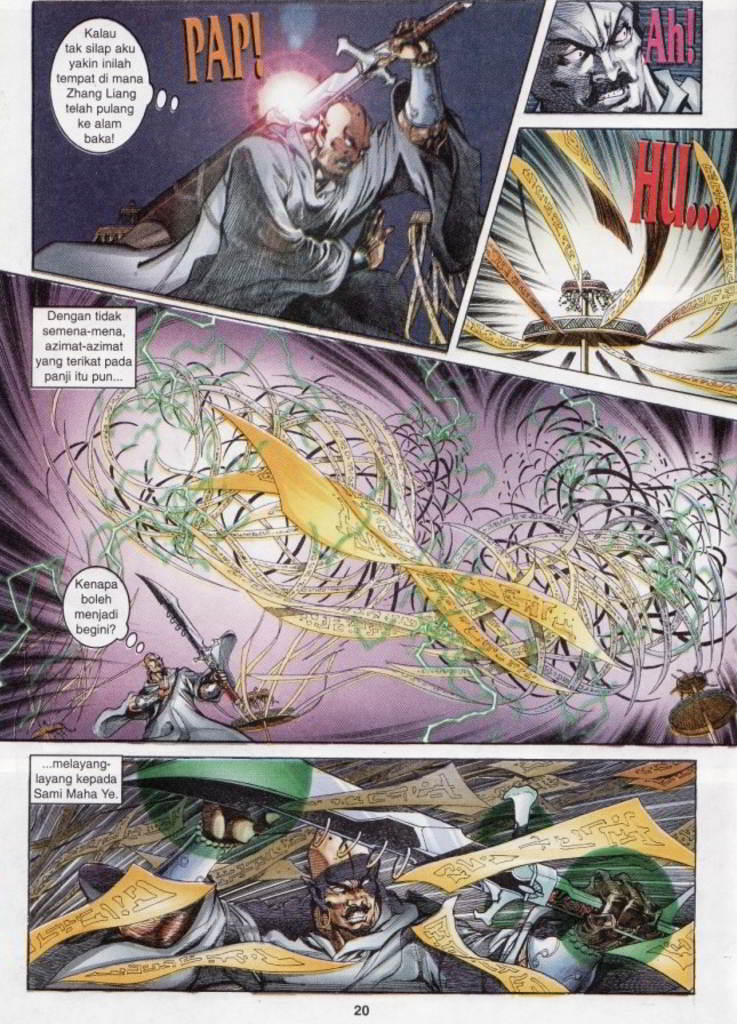 Kalau
tak silap aku
yakin inilah
tempat di mana
Zhang Liang
telah pulang
ke alam
baka!
PAP!
Ah!
HU...
Dengan tidak
semena-mena,
azimat-azimat
yang terikat pada
panji itu pun...
Kenapa
boleh
menjadi
begini?
...melayang-
layang kepada
Sami Maha Ye.
20